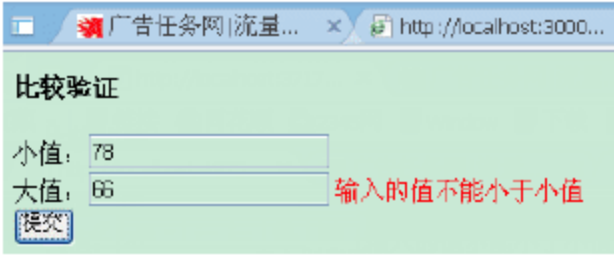 广告任务网|流量...
http://localhost:3000...
比较验证
小值：78
大值：66 输入的值不能小于小值
提交